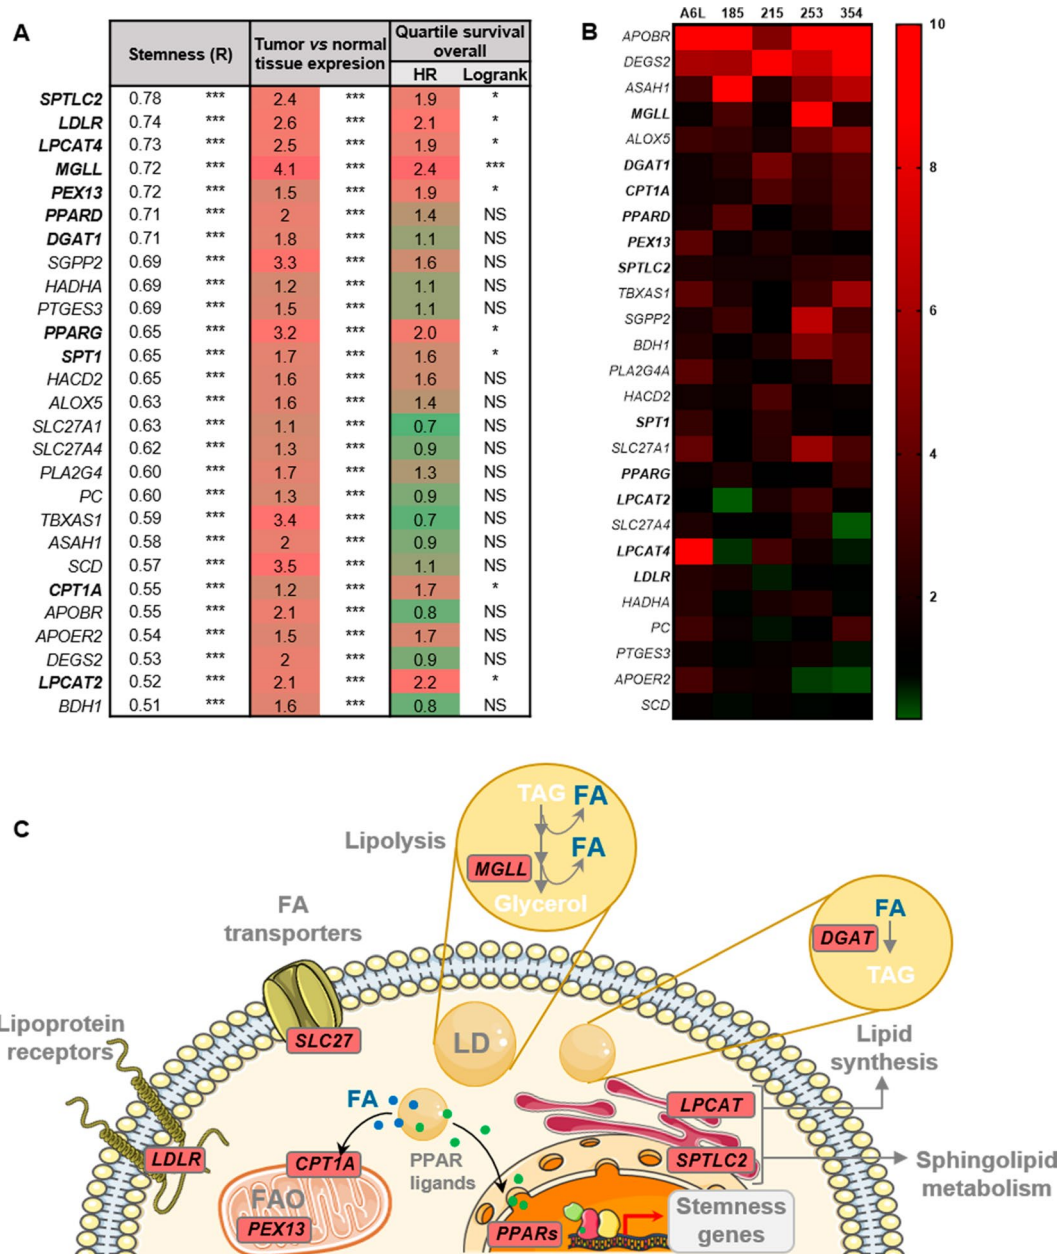 A
Stemness (R)
Tumor vs normal
tissue expresion
Quartile survival
overall
HR Logrank
SPTLC2 0.78 *** 2.4 *** 1.9 *
LDLR 0.74 *** 2.6 *** 2.1 *
LPCAT4 0.73 *** 2.5 *** 1.9 *
MGLL 0.72 *** 4.1 *** 2.4 ***
PEX13 0.72 *** 1.5 *** 1.9 *
PPARD 0.71 *** 2 *** 1.4 NS
DGAT1 0.71 *** 1.8 *** 1.1 NS
SGPP2 0.69 *** 3.3 *** 1.6 NS
HADHA 0.69 *** 1.2 *** 1.1 NS
PTGES3 0.69 *** 1.5 *** 1.1 NS
PPARG 0.65 *** 3.2 *** 2.0 *
SPT1 0.65 *** 1.7 *** 1.6 *
HACD2 0.65 *** 1.6 *** 1.6 NS
ALOX5 0.63 *** 1.6 *** 1.4 NS
SLC27A1 0.63 *** 1.1 *** 0.7 NS
SLC27A4 0.62 *** 1.3 *** 0.9 NS
PLA2G4 0.60 *** 1.7 *** 1.3 NS
PC 0.60 *** 1.3 *** 0.9 NS
TBXAS1 0.59 *** 3.4 *** 0.7 NS
ASAH1 0.58 *** 2 *** 0.9 NS
SCD 0.57 *** 3.5 *** 1.1 NS
CPT1A 0.55 *** 1.2 *** 1.7 *
APOBR 0.55 *** 2.1 *** 0.8 NS
APOER2 0.54 *** 1.5 *** 1.7 NS
DEGS2 0.53 *** 2 *** 0.9 NS
LPCAT2 0.52 *** 2.1 *** 2.2 *
BDH1 0.51 *** 1.6 *** 0.8 NS
B
A6L 185 215 253 354
APOBR
DEGS2
ASAH1
MGLL
ALOX5
DGAT1
CPT1A
PPARD
PEX13
SPTLC2
TBXAS1
SGPP2
BDH1
PLA2G4A
HACD2
SPT1
SLC27A1
PPARG
LPCAT2
SLC27A4
LPCAT4
LDLR
HADHA
PC
PTGES3
APOER2
SCD
10
8
6
4
2
C
Lipolysis
TAG FA
FA
MGLL
Glycerol
FA
DGAT
TAG
FA
transporters
SLC27
Lipoprotein
receptors
LDLR
LD
Lipid
synthesis
LPCAT
SPTLC2
Sphingolipid
metabolism
FA
CPT1A
FAO
PEX13
PPAR
ligands
PPARs
Stemness
genes